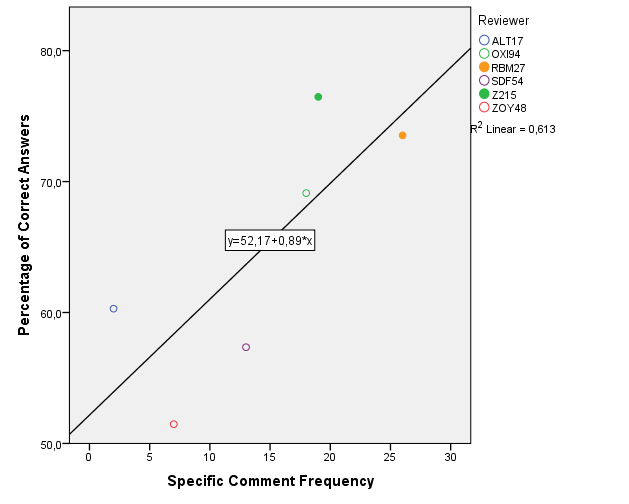 Reviewer
ALT17
OXI94
RBM27
SDF54
Z215
ZOY48
R2 Linear = 0,613
80,0
70,0
60,0
50,0
Percentage of Correct Answers
y=52,17+0,89*x
0 5 10 15 20 25 30
Specific Comment Frequency